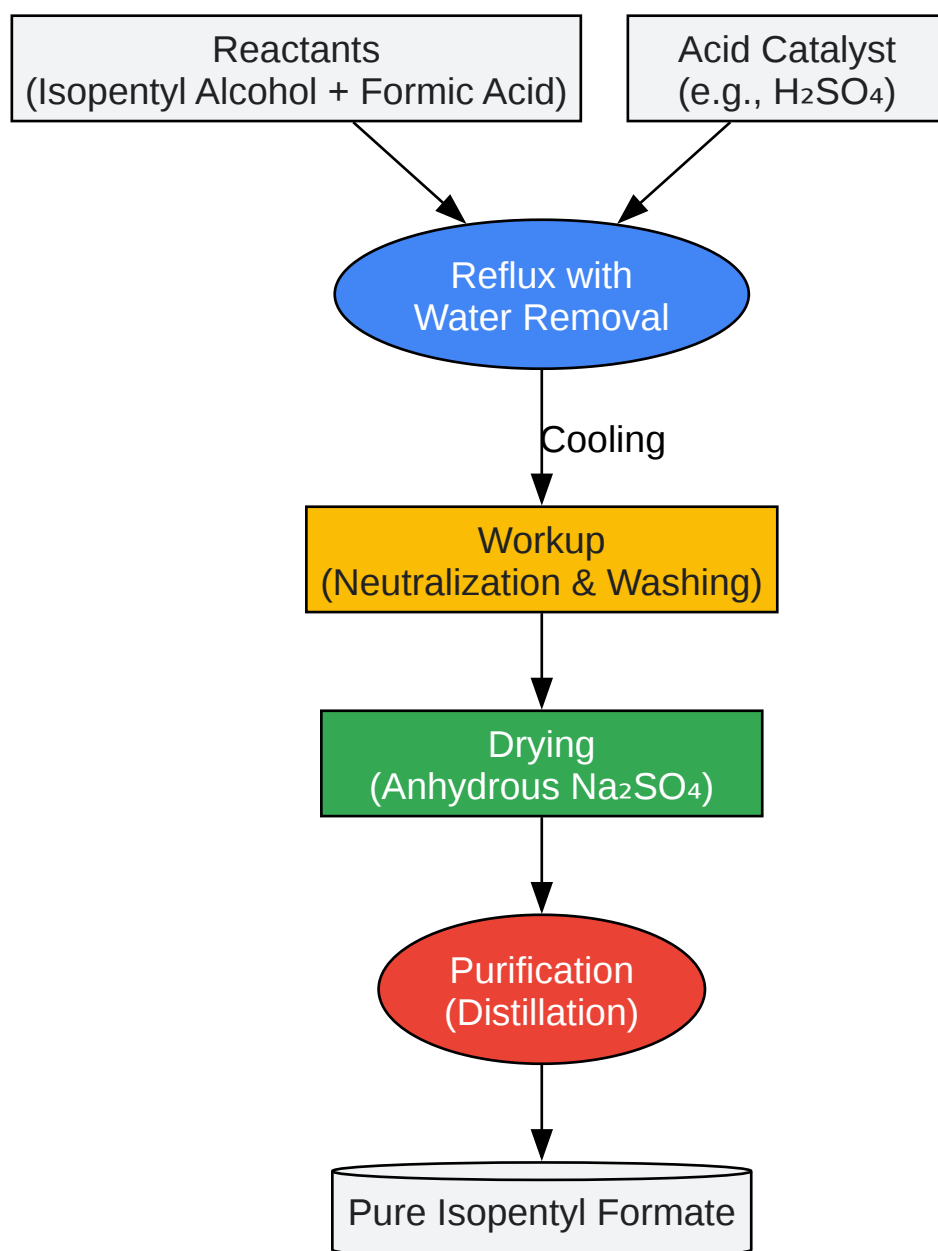 Reactants
(Isopentyl Alcohol + Formic Acid)
Acid Catalyst
(e.g., H₂SO₄)
Reflux with
Water Removal
Cooling
Workup
(Neutralization & Washing)
Drying
(Anhydrous Na₂SO₄)
Purification
(Distillation)
Pure Isopentyl Formate